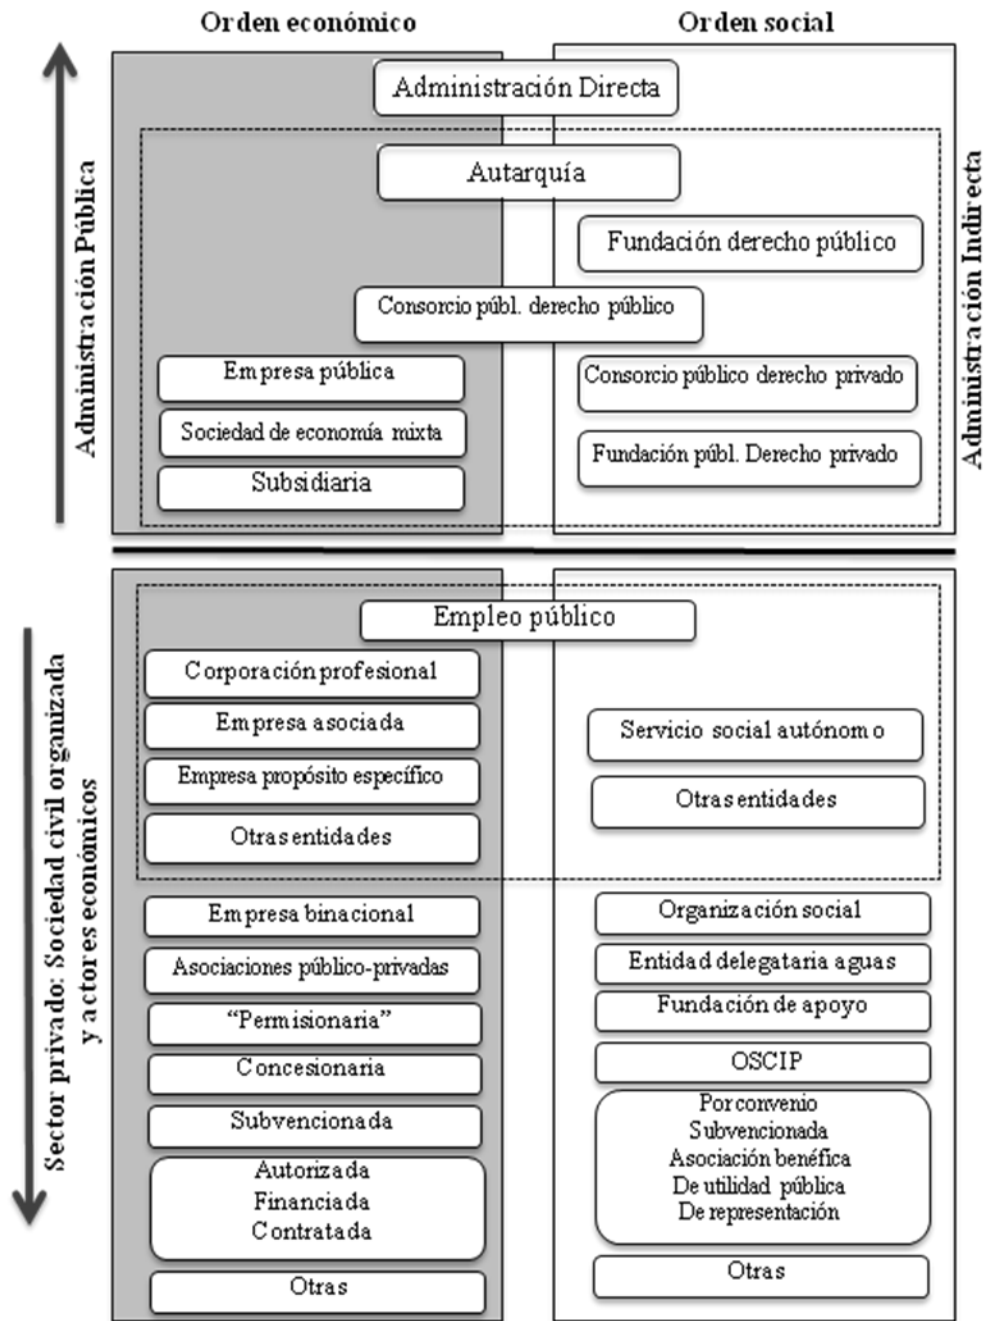 Orden económico
Orden social
Administración Pública
Administración Indirecta
Administración Directa
Autarquía
Fundación derecho público
Consorcio públ. derecho público
Empresa pública
Consorcio público derecho privado
Sociedad de economía mixta
Fundación públ. Derecho privado
Subsidiaria
Sector privado: Sociedad civil organizada
y actores económicos
Empleo público
Corporación profesional
Empresa asociada
Servicio social autónomo
Empresa propósito específico
Otras entidades
Otras entidades
Empresa binacional
Organización social
Asociaciones público-privadas
Entidad delegataria aguas
“Permisionaria”
Fundación de apoyo
Concesionaria
OSCIP
Subvencionada
Por convenio
Subvencionada
Asociación benéfica
De utilidad pública
De representación
Autorizada
Financiada
Contratada
Otras
Otras